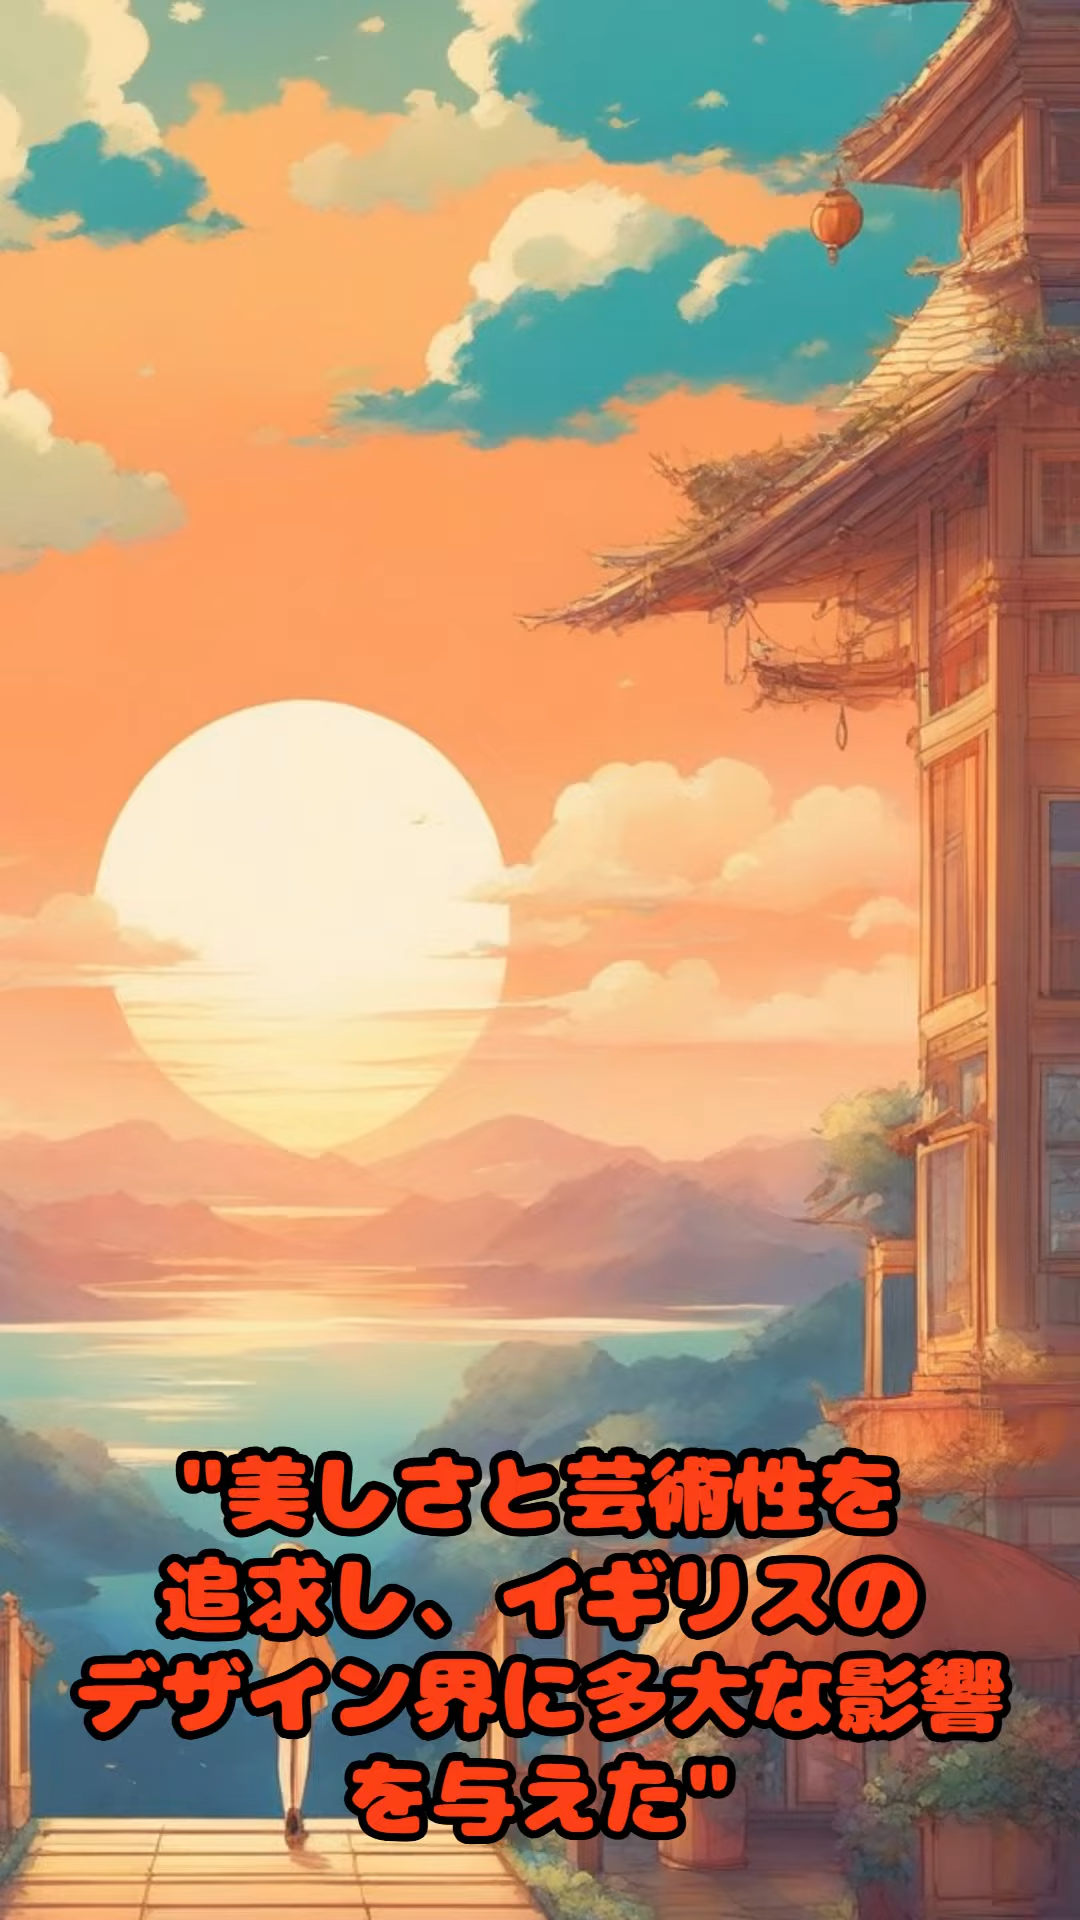 "美しさと芸術性を
追求し、イギリスの
デザイン界に多大な影響
を与えた"